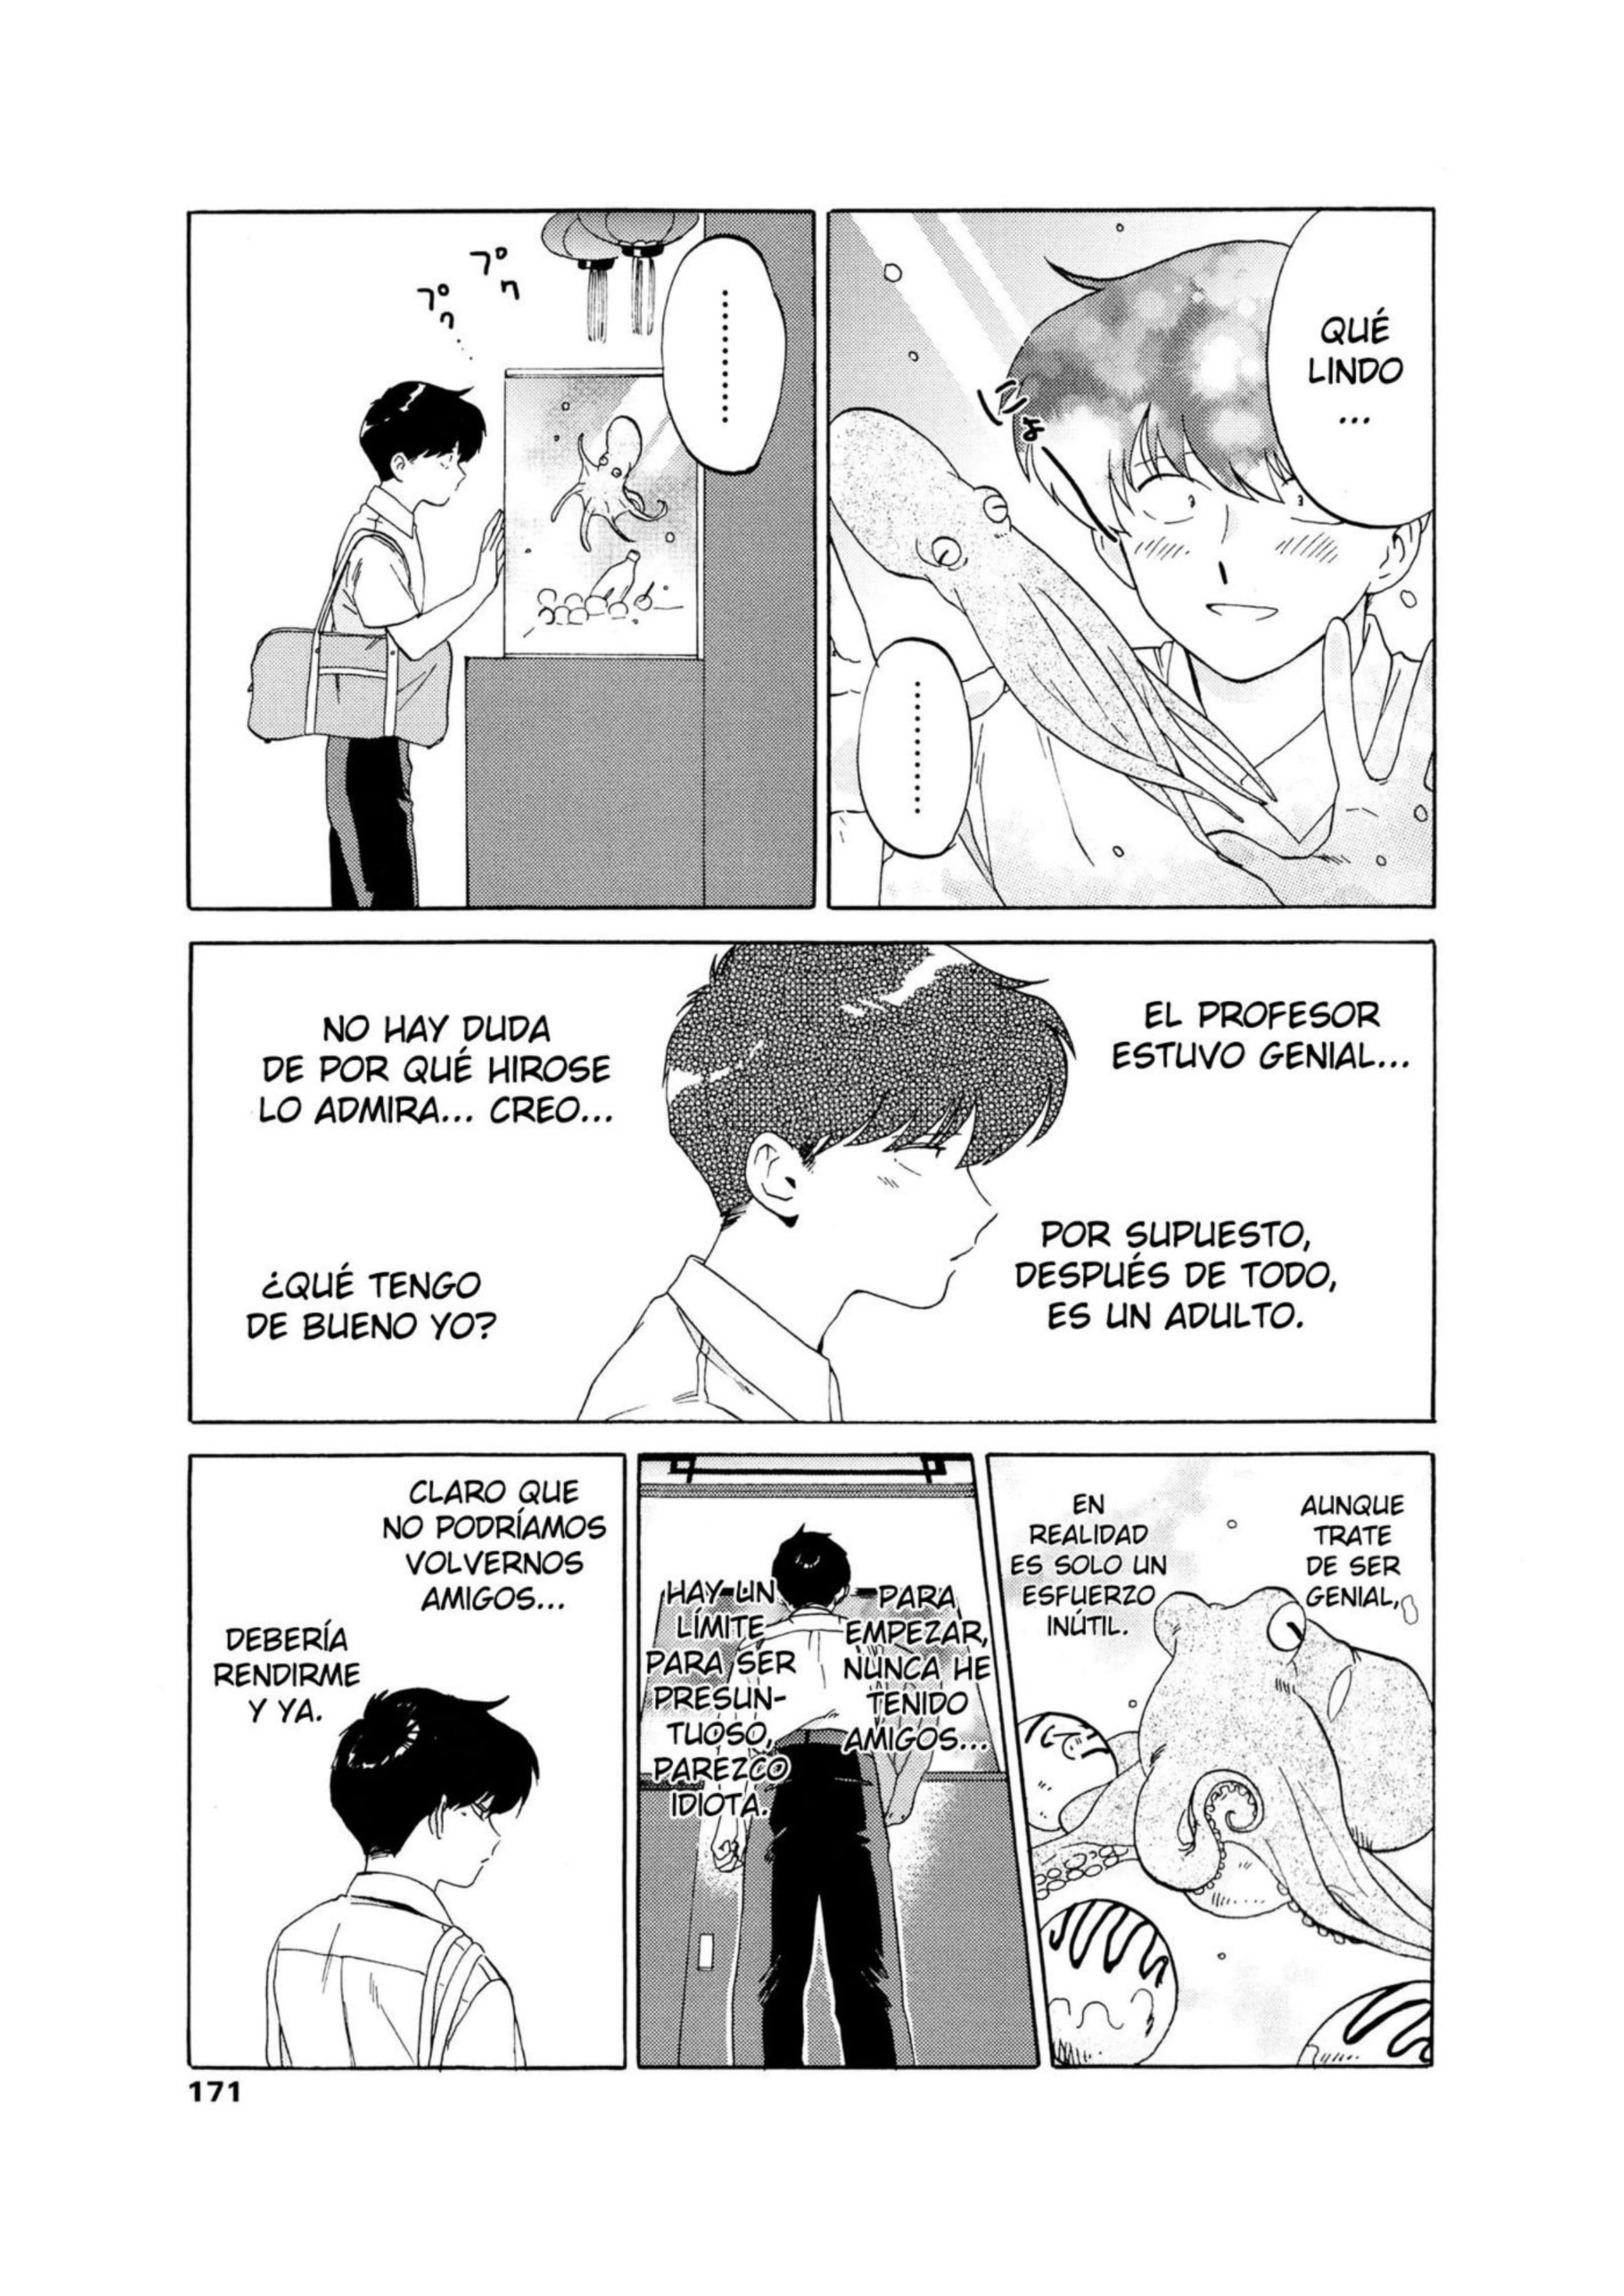 QUÉ
LINDO
...
にょ
..........
..........
プク
プク
EL PROFESOR
ESTUVO GENIAL...
POR SUPUESTO,
DESPUÉS DE TODO,
ES UN ADULTO.
NO HAY DUDA
DE POR QUÉ HIROSE
LO ADMIRA... CREO...
¿QUÉ TENGO
DE BUENO YO?
AUNQUE
TRATE
DE SER
GENIAL,
EN
REALIDAD
ES SOLO UN
ESFUERZO
INÚTIL.
PARA
EMPEZAR,
NUNCA HE
TENIDO
AMIGOS...
HAY UN
LÍMITE
PARA SER
PRESUN-
TUOSO,
PAREZCO
IDIOTA.
CLARO QUE
NO PODRÍAMOS
VOLVERNOS
AMIGOS...
DEBERÍA
RENDIRME
Y YA.
171